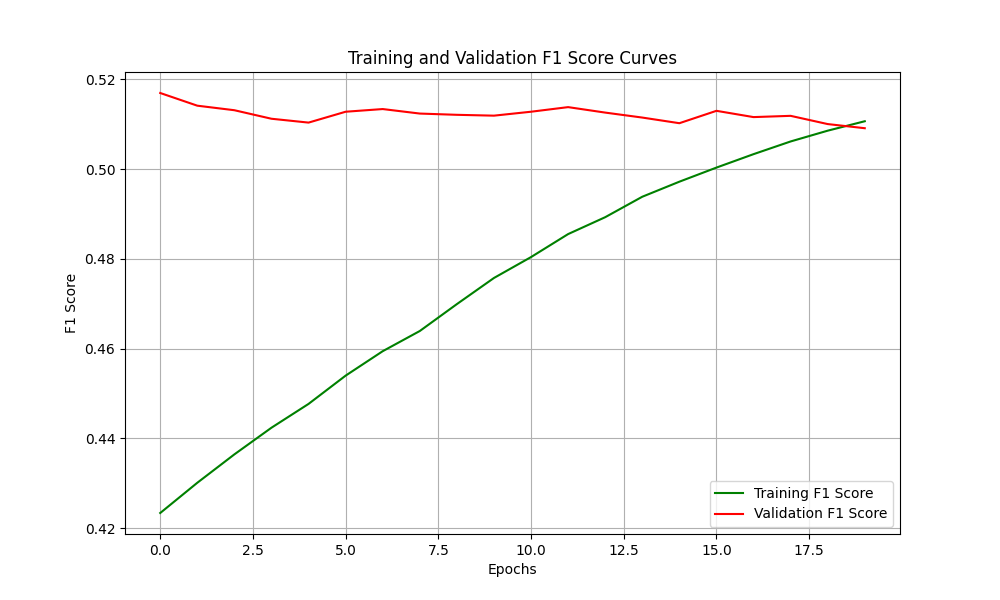 Training and Validation F1 Score Curves
0.52
0.50
0.48
0.46
0.44
0.42
F1 Score
Training F1 Score
Validation F1 Score
0.0 2.5 5.0 7.5 10.0 12.5 15.0 17.5
Epochs